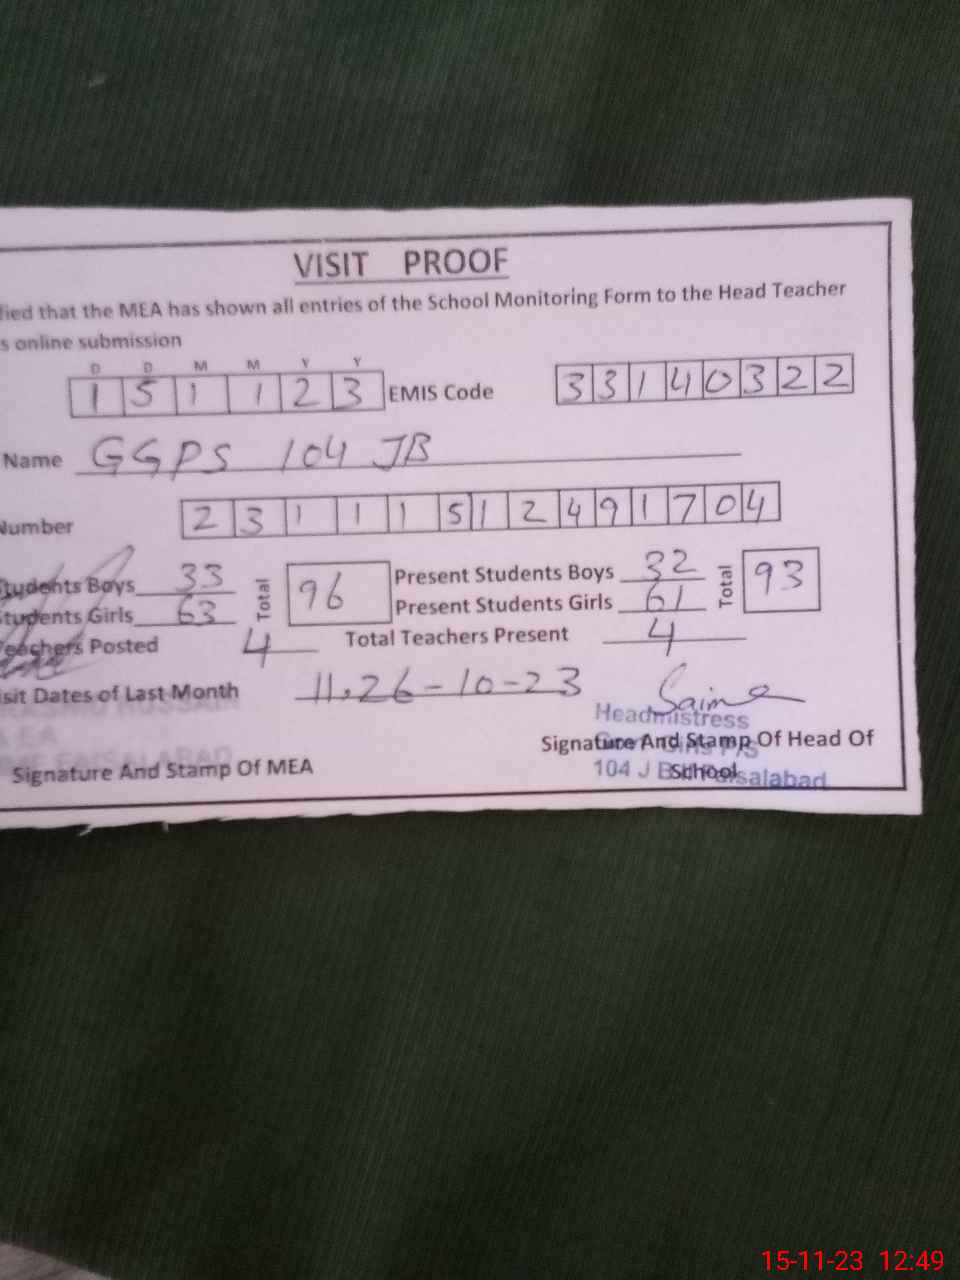 VISIT PROOF
fied that the MEA has shown all entries of the School Monitoring Form to the Head Teacher
s online submission
D D M M Y Y
1 5 1 1 2 3 EMIS Code 3 3 1 4 0 3 2 2
Name GGPS 104 JB
Number 2 3 1 1 1 5 1 2 4 9 1 7 0 4
Students Boys 33 Total 96 Present Students Boys 32 Total 93
Students Girls 63 Present Students Girls 61
Teachers Posted 4 Total Teachers Present 4
isit Dates of Last Month 11,26-10-23 Saima
Headmistress
Signature And Stamp Of Head Of
Signature And Stamp Of MEA 104 J B School Faisalabad
15-11-23 12:49